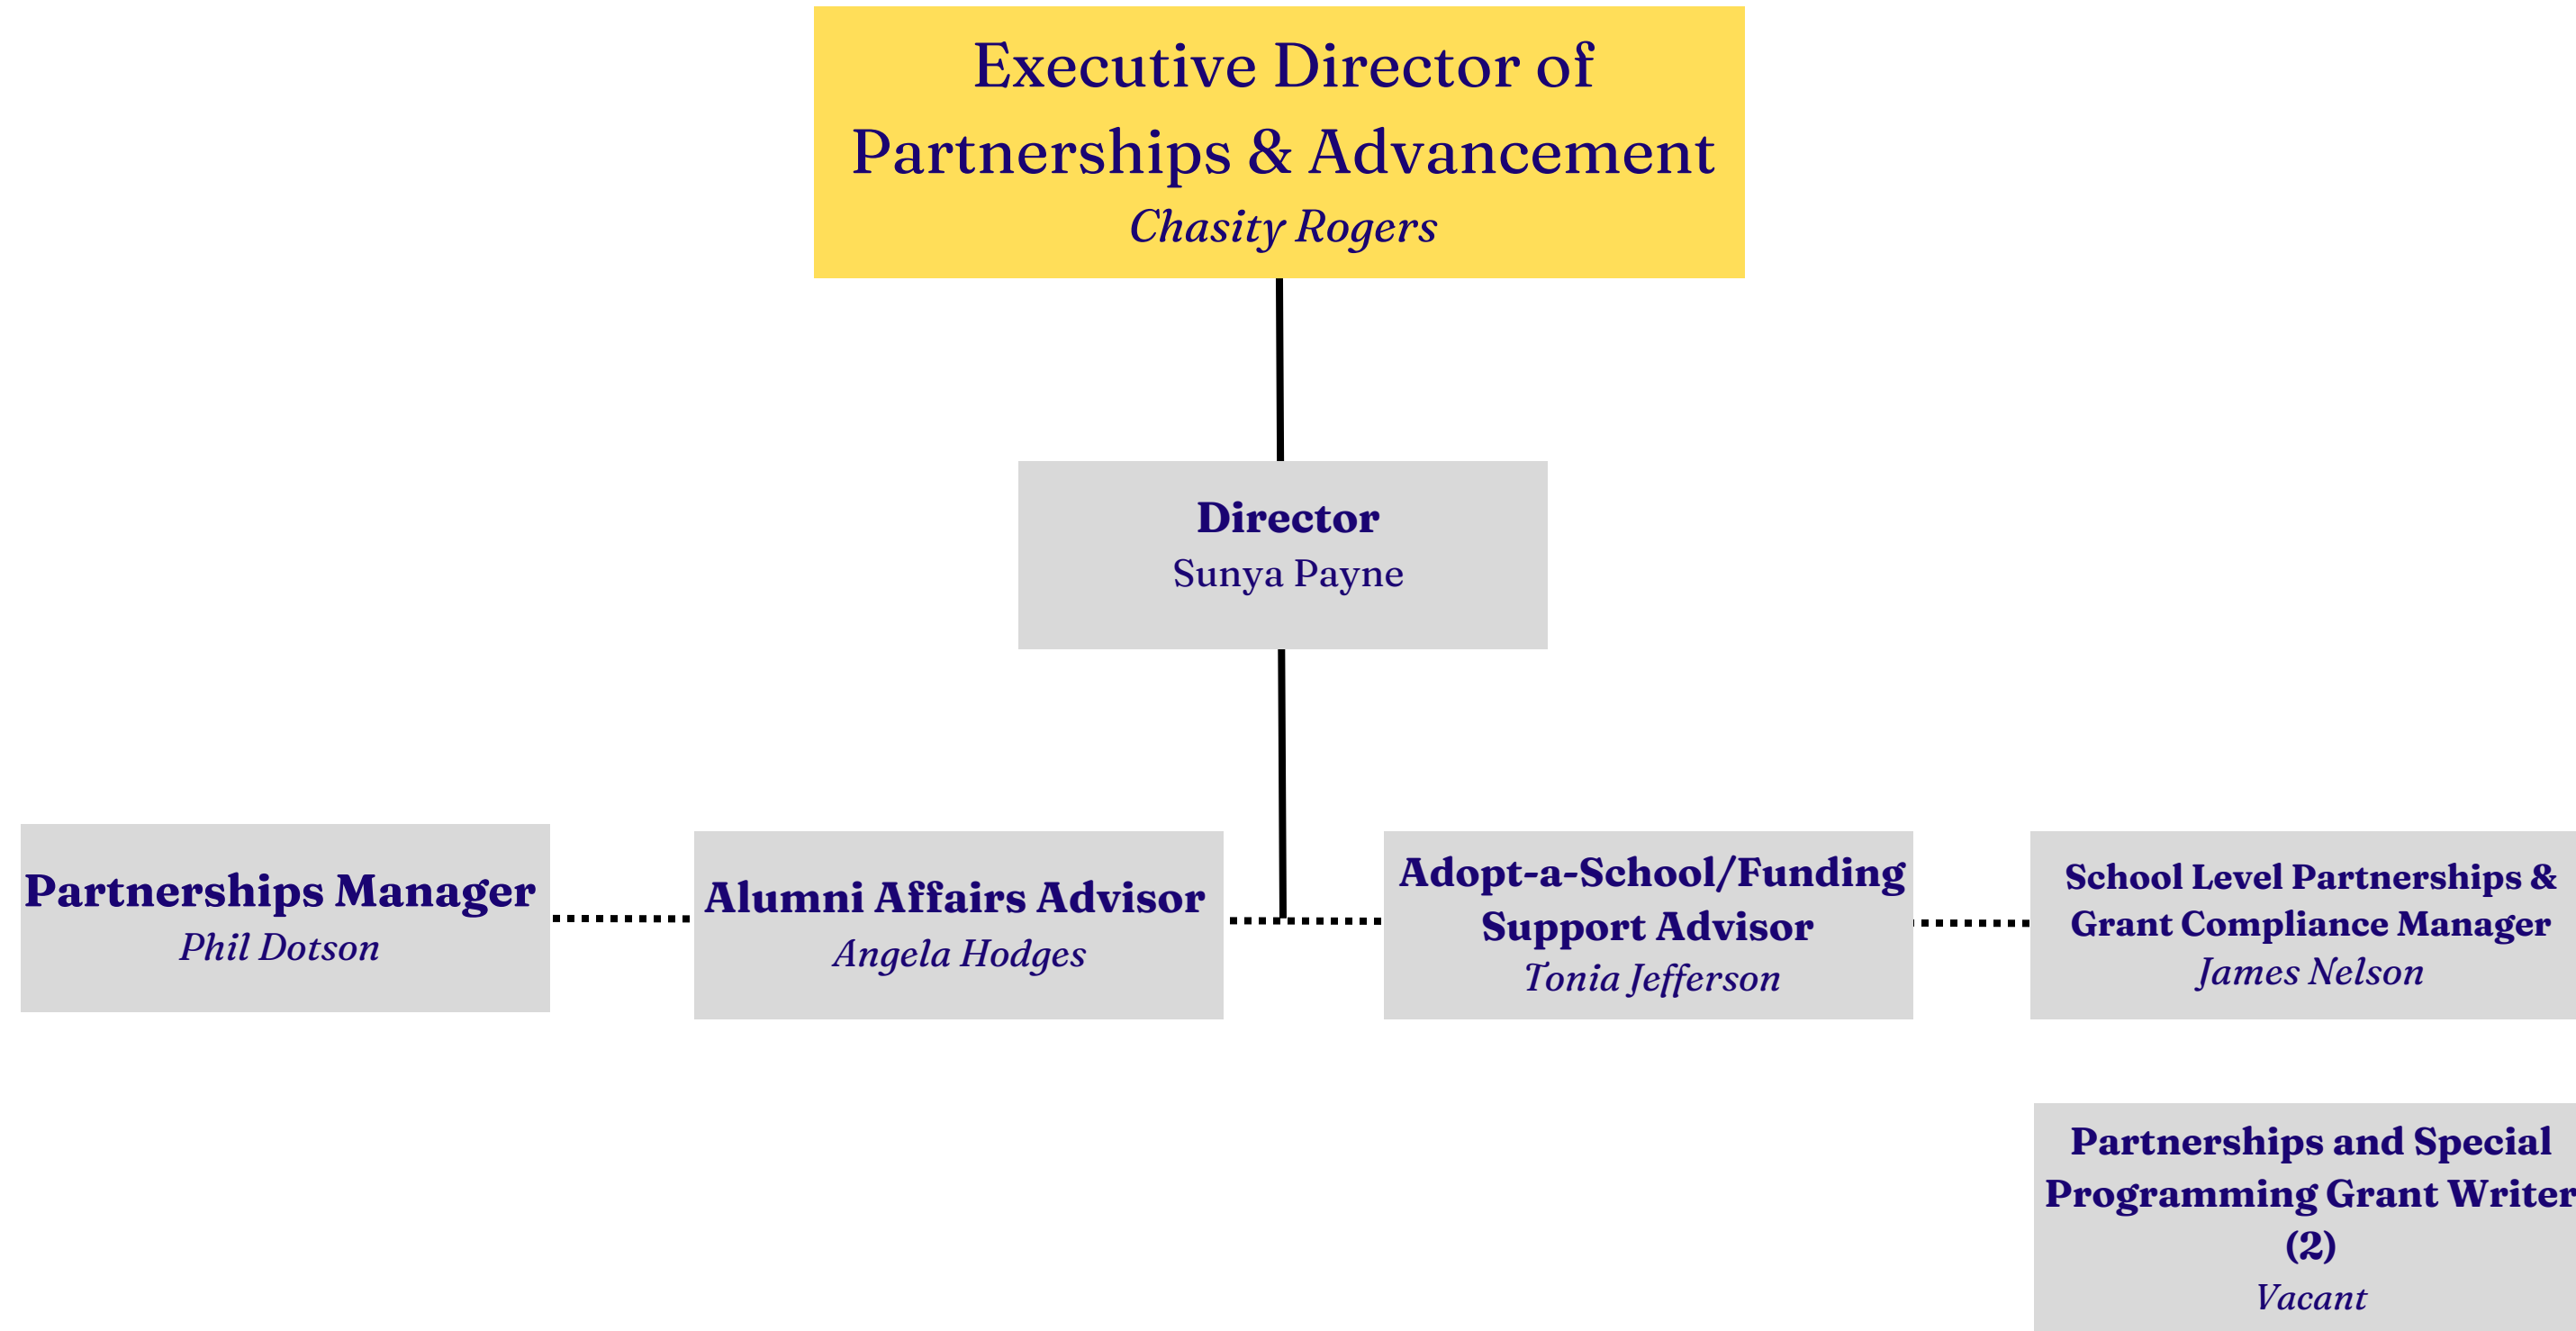 Executive Director of
Partnerships & Advancement
Chasity Rogers
Director
Sunya Payne
Partnerships Manager
Phil Dotson
Alumni Affairs Advisor
Angela Hodges
Adopt-a-School/Funding
Support Advisor
Tonia Jefferson
School Level Partnerships &
Grant Compliance Manager
James Nelson
Partnerships and Special
Programming Grant Writer
(2)
Vacant